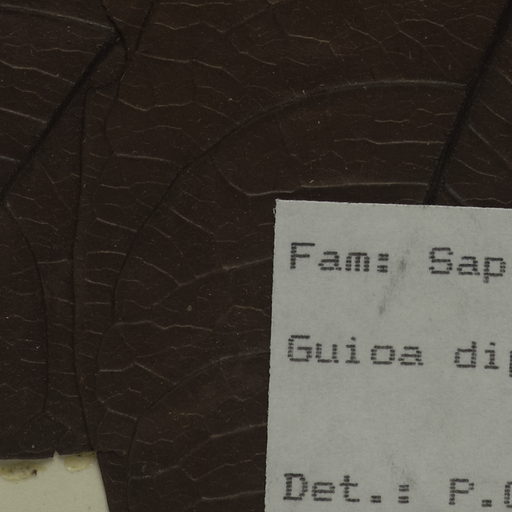 Fam: Sap
Guioa di
Det.: P.